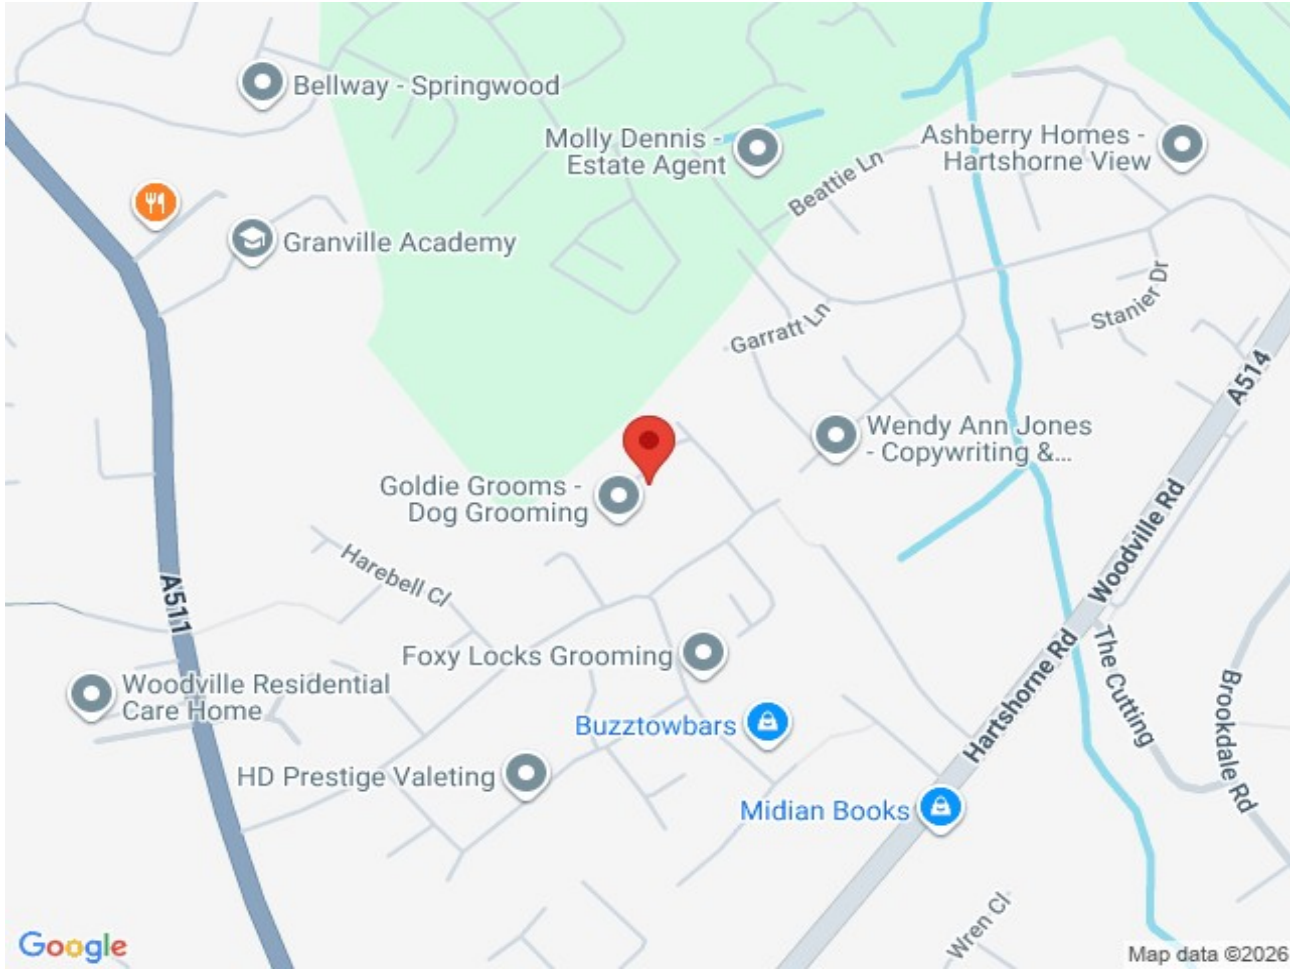 Bellway - Springwood
Molly Dennis -
Estate Agent
Ashberry Homes -
Hartshorne View
Beattie Ln
Granville Academy
Stanier Dr
Garratt Ln
A514
Wendy Ann Jones
- Copywriting &...
Goldie Grooms -
Dog Grooming
Woodville Rd
Harebell Cl
A511
Foxy Locks Grooming
Hartshorne Rd
The Cutting
Woodville Residential
Care Home
Brookdale Rd
Buzztowbars
HD Prestige Valeting
Midian Books
Wren Cl
Google
Map data ©2026